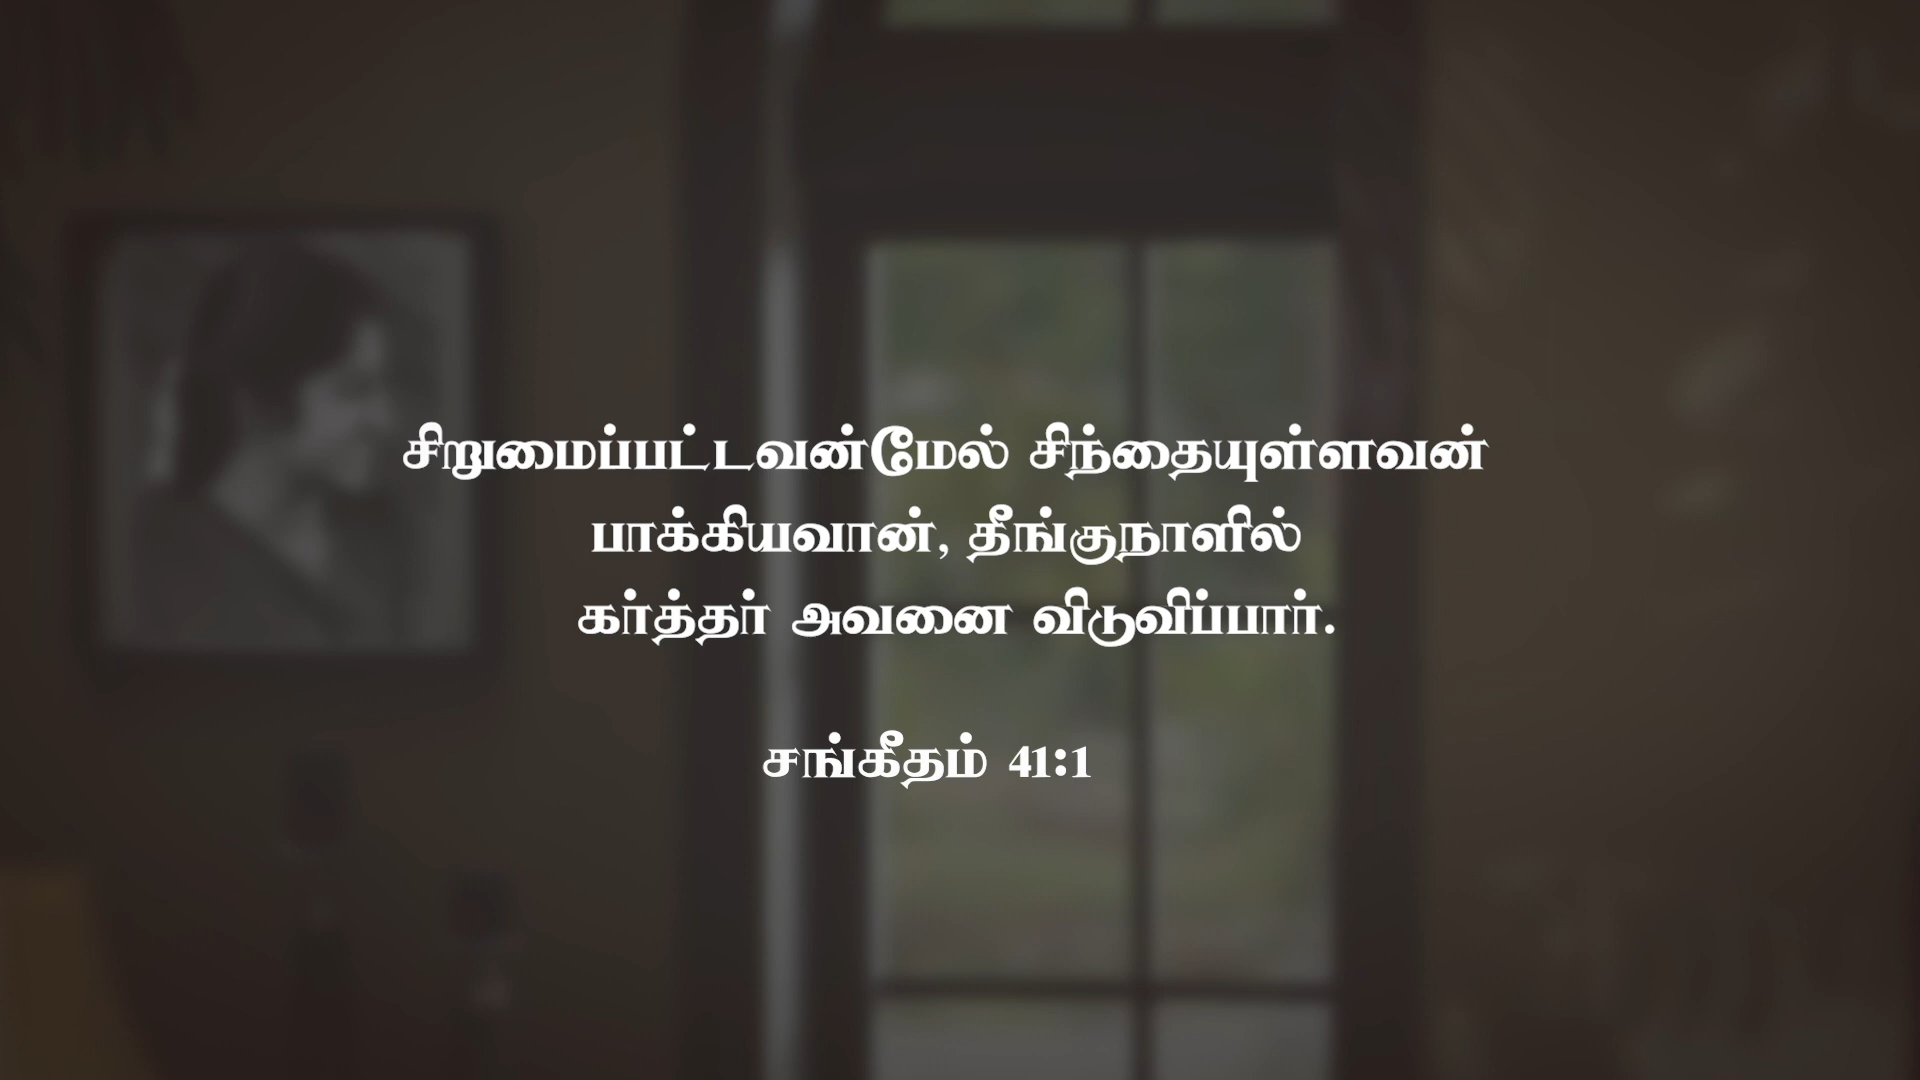 சிறுமைப்பட்டவன்மேல் சிந்தையுள்ளவன்
பாக்கியவான், தீங்குநாளில்
கர்த்தர் அவனை விடுவிப்பார்.
சங்கீதம் 41:1